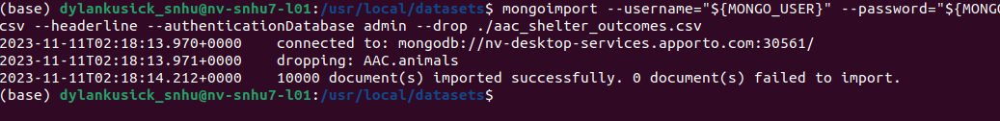 (base) dylankusick_snhu@nv-snhu7-l01:/usr/local/datasets$ mongoimport --username="${MONGO_USER}" --password="${MONG
csv --headerline --authenticationDatabase admin --drop ./aac_shelter_outcomes.csv
2023-11-11T02:18:13.970+0000 connected to: mongodb://nv-desktop-services.apporto.com:30561/
2023-11-11T02:18:13.971+0000 dropping: AAC.animals
2023-11-11T02:18:14.212+0000 10000 document(s) imported successfully. 0 document(s) failed to import.
(base) dylankusick_snhu@nv-snhu7-l01:/usr/local/datasets$